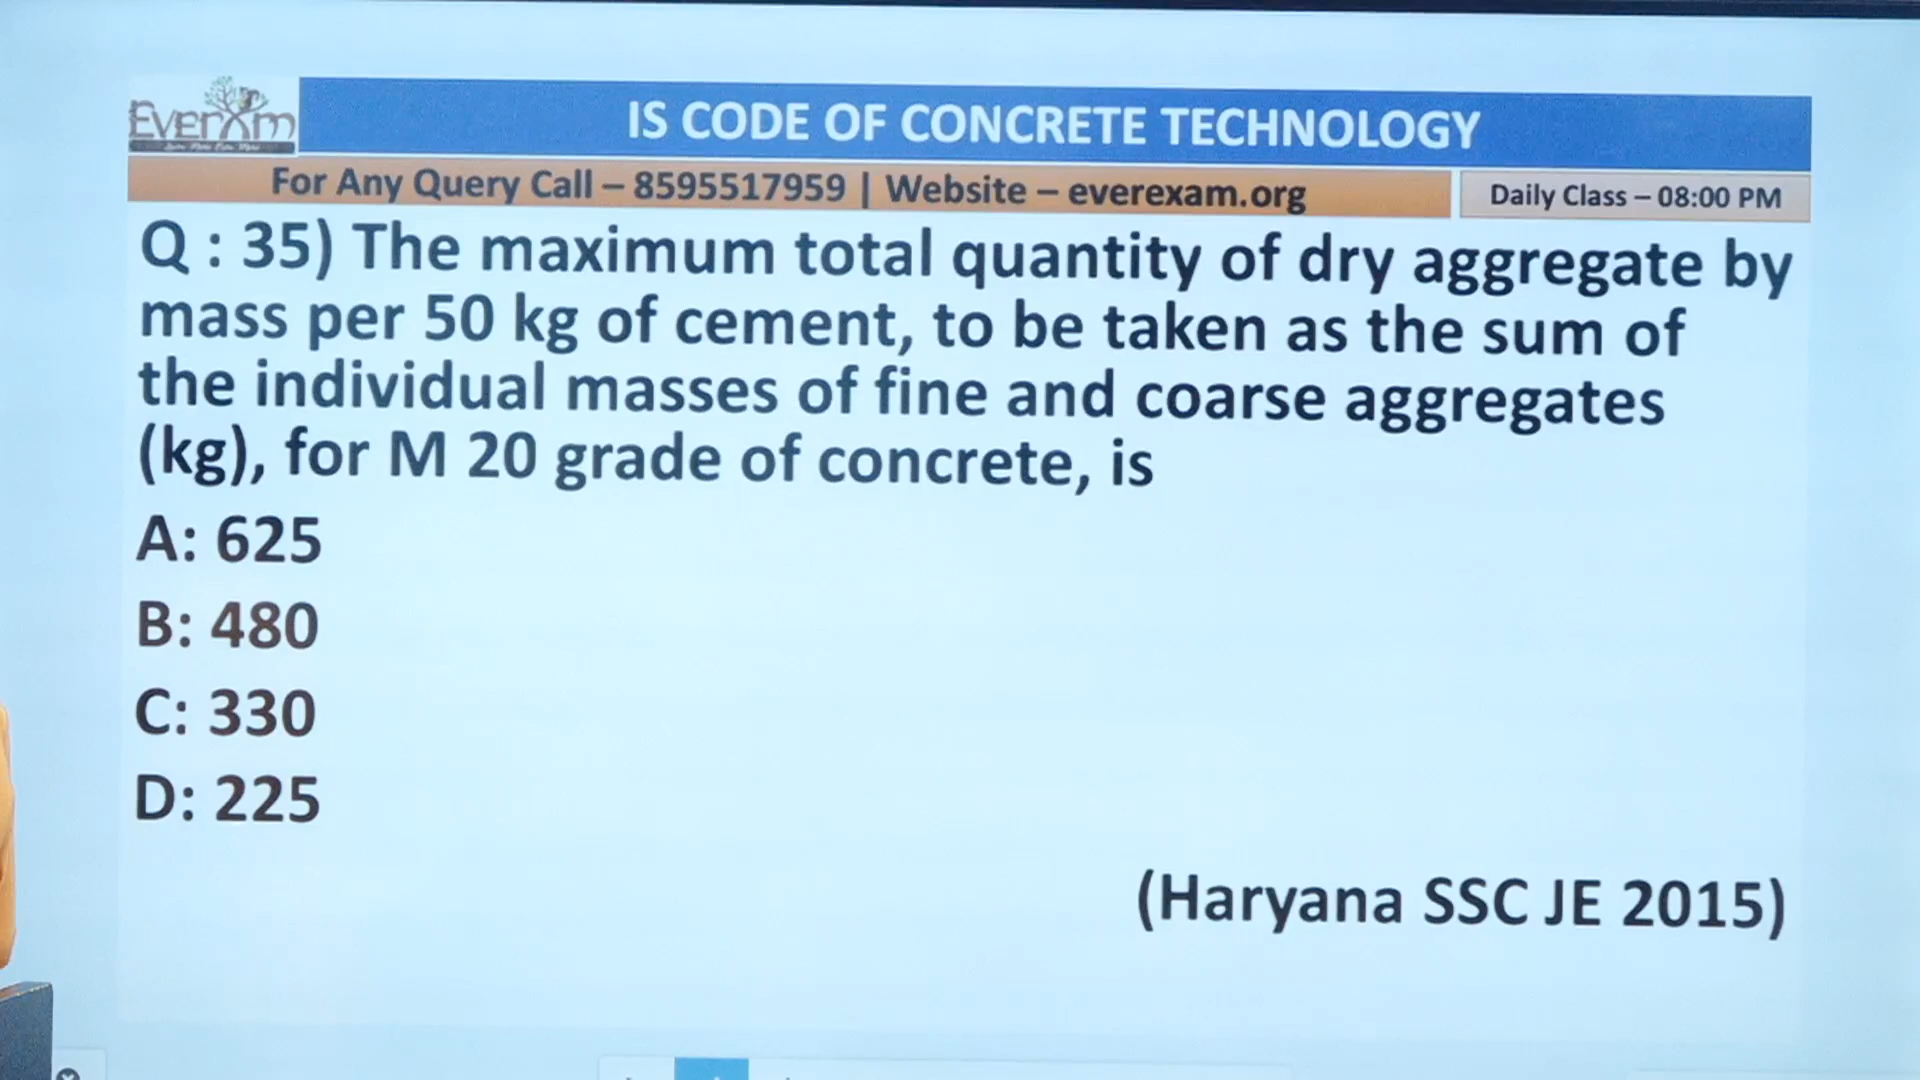 EverExam
IS CODE OF CONCRETE TECHNOLOGY
For Any Query Call – 8595517959 | Website – everexam.org
Daily Class – 08:00 PM
Q : 35) The maximum total quantity of dry aggregate by
mass per 50 kg of cement, to be taken as the sum of
the individual masses of fine and coarse aggregates
(kg), for M 20 grade of concrete, is
A: 625
B: 480
C: 330
D: 225
(Haryana SSC JE 2015)